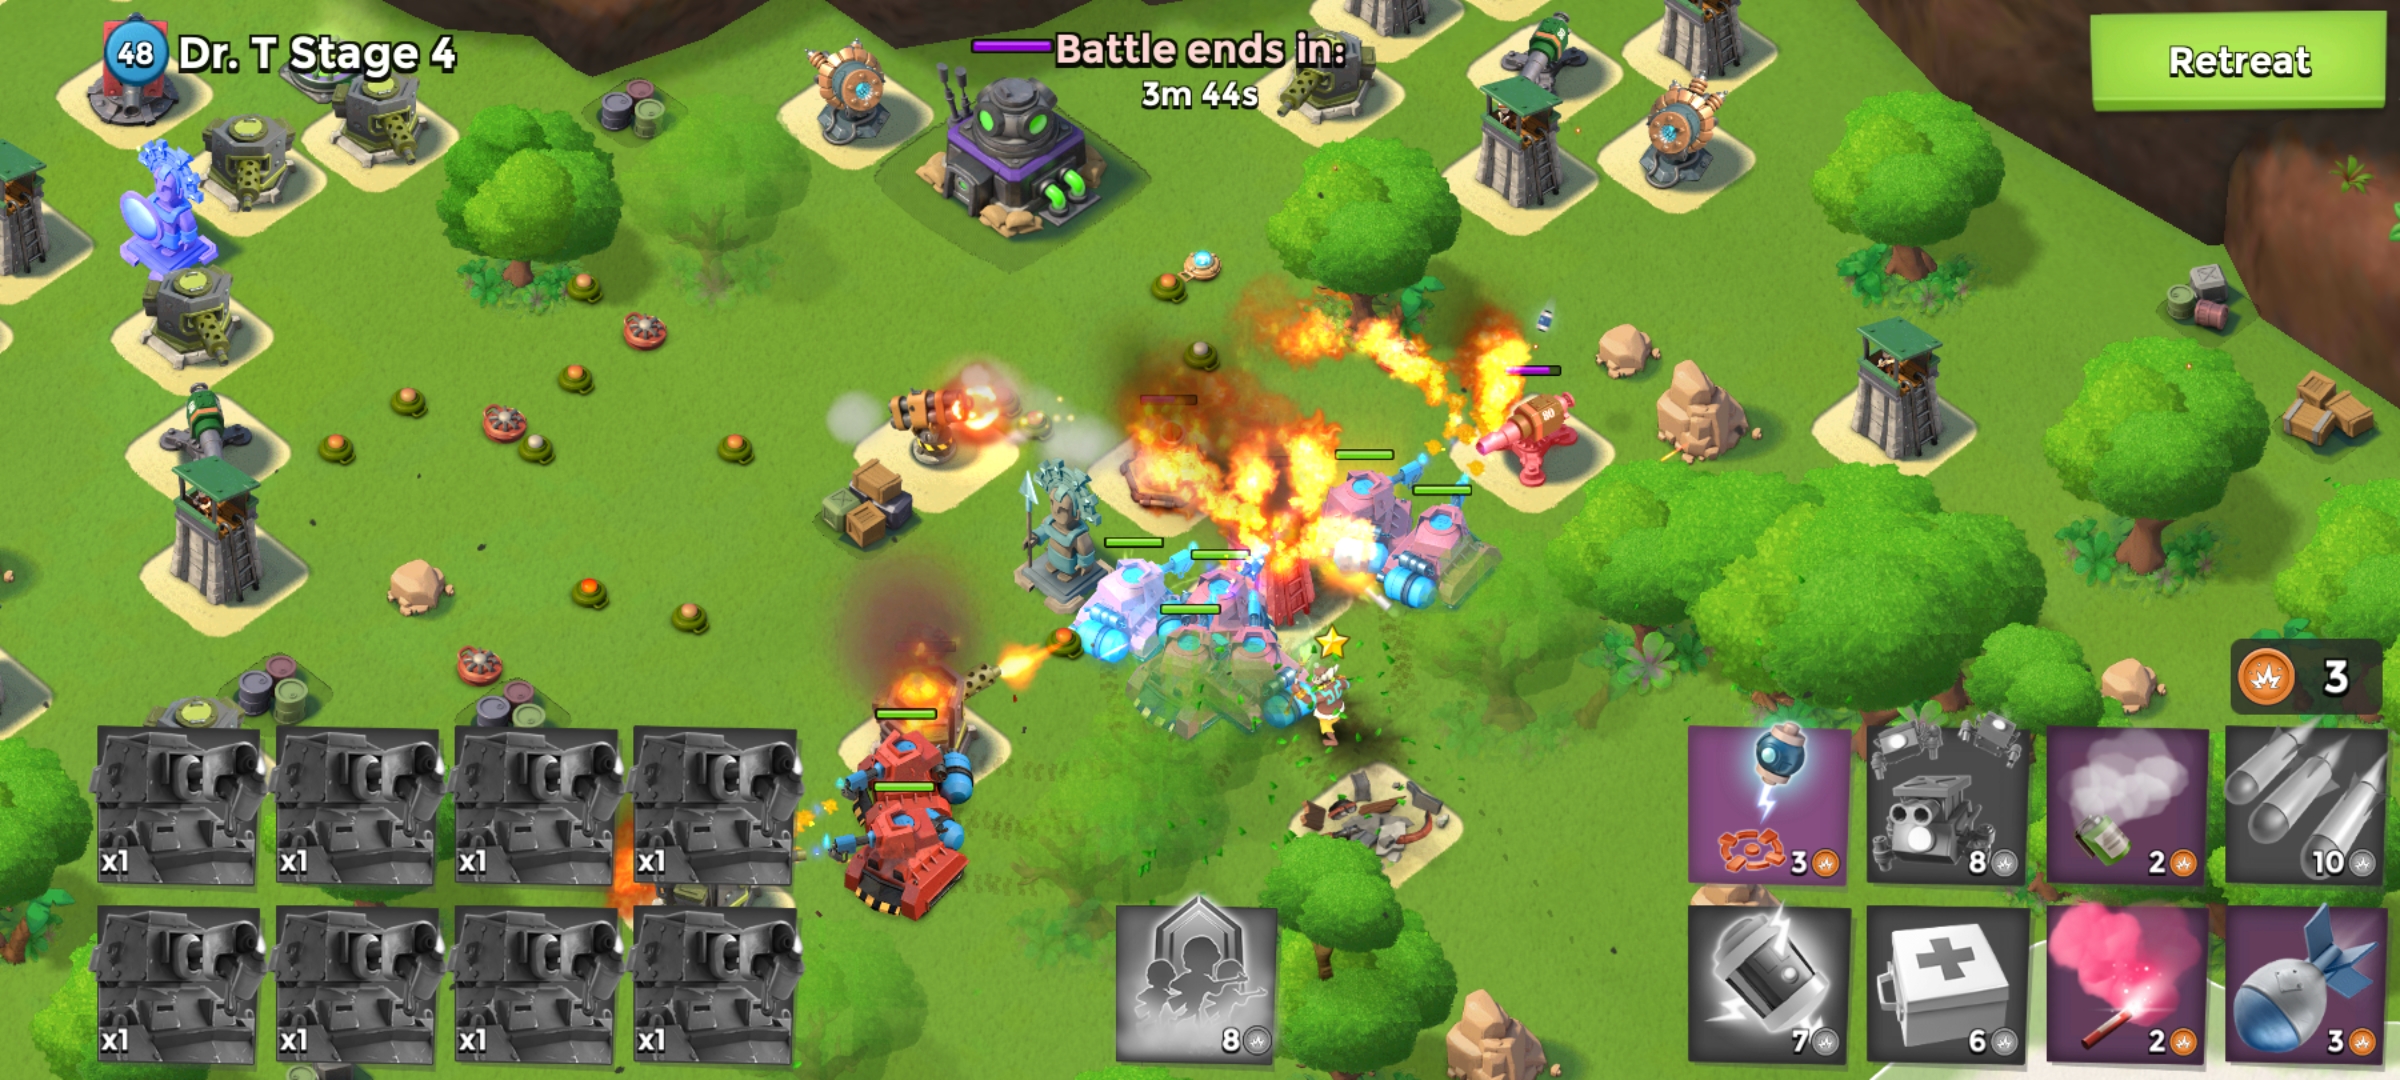 48 Dr. T Stage 4
Battle ends in:
3m 44s
Retreat
80
3
x1 x1 x1 x1
3 8 2 10
x1 x1 x1 x1
8
7 6 2 3